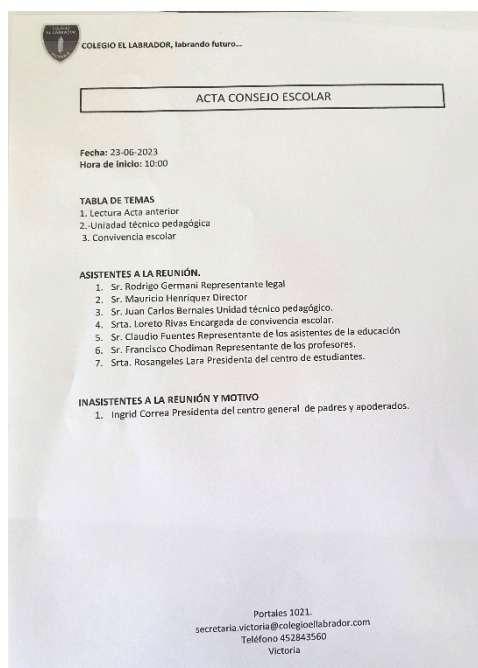 COLEGIO
EL LABRADOR
COLEGIO EL LABRADOR, labrando futuro...
ACTA CONSEJO ESCOLAR
Fecha: 23-06-2023
Hora de inicio: 10:00
TABLA DE TEMAS
1. Lectura Acta anterior
2.-Uniadad técnico pedagógica
3. Convivencia escolar
ASISTENTES A LA REUNIÓN.
1. Sr. Rodrigo Germani Representante legal
2. Sr. Mauricio Henríquez Director
3. Sr. Juan Carlos Bernales Unidad técnico pedagógico.
4. Srta. Loreto Rivas Encargada de convivencia escolar.
5. Sr. Claudio Fuentes Representante de los asistentes de la educación
6. Sr. Francisco Chodiman Representante de los profesores.
7. Srta. Rosangeles Lara Presidenta del centro de estudiantes.
INASISTENTES A LA REUNIÓN Y MOTIVO
1. Ingrid Correa Presidenta del centro general de padres y apoderados.
Portales 1021.
secretaria.victoria@colegioellabrador.com
Teléfono 452843560
Victoria